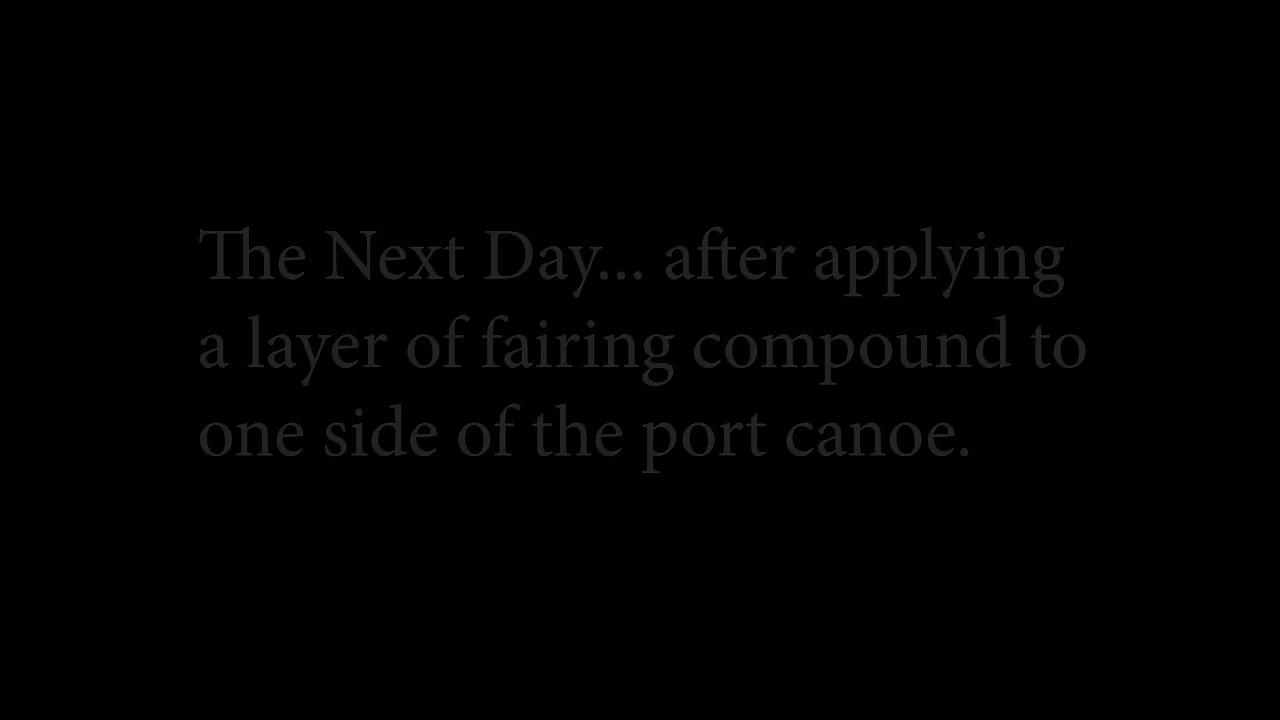 The Next Day... after applying
a layer of fairing compound to
one side of the port canoe.